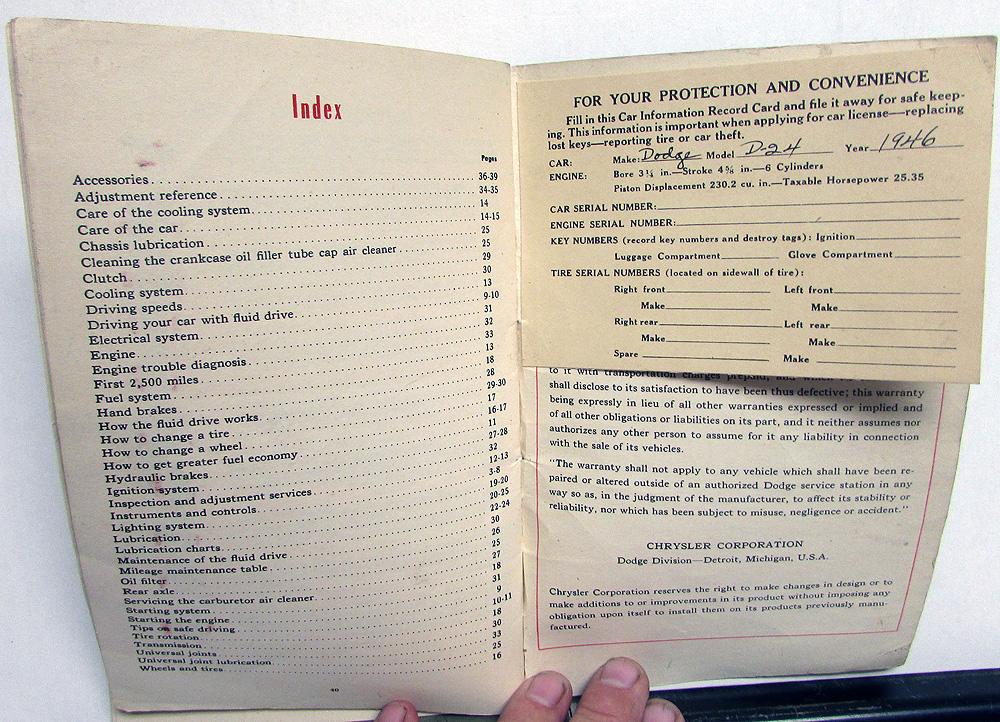 Index
Pages
Accessories 36-39
Adjustment reference 34-35
Care of the cooling system 14
Care of the car 14-15
Chassis lubrication 25
Cleaning the crankcase oil filler tube cap air cleaner 25
Clutch 29
Cooling system 30
Driving speeds 13
Driving your car with fluid drive 9-10
Electrical system 31
Engine 32
Engine trouble diagnosis 33
First 2,500 miles 13
Fuel system 18
Hand brakes 28
How the fluid drive works 29-30
How to change a tire 17
How to change a wheel 16-17
How to get greater fuel economy 11
Hydraulic brakes 27-28
Ignition system 32
Inspection and adjustment services 12-13
Instruments and controls 3-8
Lighting system 19-20
Lubrication 20-25
Lubrication charts 22-24
Maintenance of the fluid drive 30
Mileage maintenance table 26
Oil filter 25
Rear axle 27
Servicing the carburetor air cleaner 18
Starting system 31
Starting the engine 9
Tips on safe driving 10-11
Tire rotation 18
Transmission 30
Universal joints 33
Universal joint lubrication 25
Wheels and tires 16
40
FOR YOUR PROTECTION AND CONVENIENCE
Fill in this Car Information Record Card and file it away for safe keep-
ing. This information is important when applying for car license—replacing
lost keys—reporting tire or car theft.
CAR: Make: Dodge Model D-24 Year 1946
ENGINE: Bore 3¼ in.—Stroke 4⅝ in.—6 Cylinders
Piston Displacement 230.2 cu. in.—Taxable Horsepower 25.35
CAR SERIAL NUMBER:
ENGINE SERIAL NUMBER:
KEY NUMBERS (record key numbers and destroy tags): Ignition
Luggage Compartment Glove Compartment
TIRE SERIAL NUMBERS (located on sidewall of tire):
Right front Left front
Make Make
Right rear Left rear
Make Make
Spare Make
to it with transportation charges prepaid, and which
shall disclose to its satisfaction to have been thus defective; this warranty
being expressly in lieu of all other warranties expressed or implied and
of all other obligations or liabilities on its part, and it neither assumes nor
authorizes any other person to assume for it any liability in connection
with the sale of its vehicles.
"The warranty shall not apply to any vehicle which shall have been re-
paired or altered outside of an authorized Dodge service station in any
way so as, in the judgment of the manufacturer, to affect its stability or
reliability, nor which has been subject to misuse, negligence or accident."
CHRYSLER CORPORATION
Dodge Division—Detroit, Michigan, U.S.A.
Chrysler Corporation reserves the right to make changes in design or to
make additions to or improvements in its product without imposing any
obligation upon itself to install them on its products previously manu-
factured.